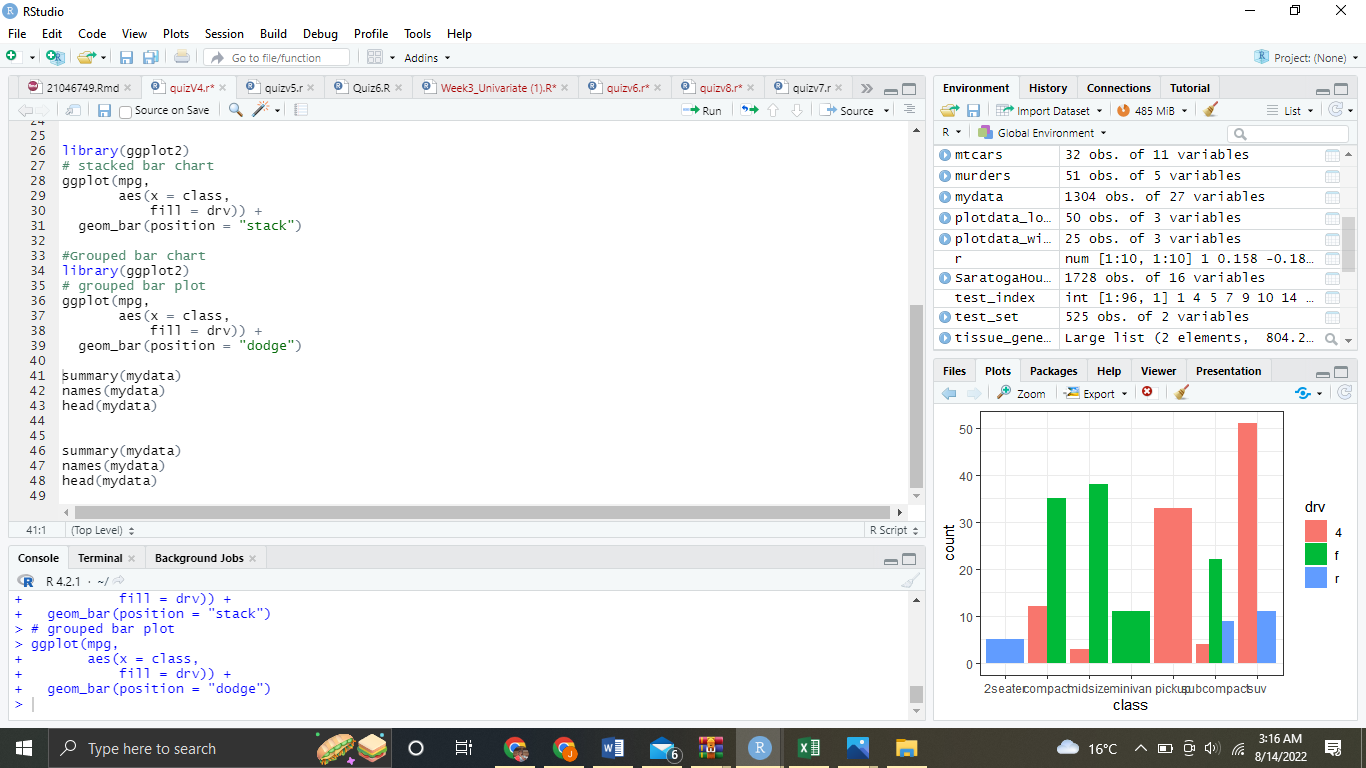 RStudio
File Edit Code View Plots Session Build Debug Profile Tools Help
Go to file/function Addins Project: (None)
21046749.Rmd quizV4.r* quizv5.r Quiz6.R Week3_Univariate (1).R* quizv6.r* quizv8.r* quizv7.r
Source on Save Run Source
24
25
26 library(ggplot2)
27 # stacked bar chart
28 ggplot(mpg,
29 aes(x = class,
30 fill = drv)) +
31 geom_bar(position = "stack")
32
33 #Grouped bar chart
34 library(ggplot2)
35 # grouped bar plot
36 ggplot(mpg,
37 aes(x = class,
38 fill = drv)) +
39 geom_bar(position = "dodge")
40
41 summary(mydata)
42 names(mydata)
43 head(mydata)
44
45
46 summary(mydata)
47 names(mydata)
48 head(mydata)
49
41:1 (Top Level) R Script
Console Terminal Background Jobs
R 4.2.1 · ~/
+ fill = drv)) +
+ geom_bar(position = "stack")
> # grouped bar plot
> ggplot(mpg,
+ aes(x = class,
+ fill = drv)) +
+ geom_bar(position = "dodge")
>
Environment History Connections Tutorial
Import Dataset 485 MiB List
R Global Environment
mtcars 32 obs. of 11 variables
murders 51 obs. of 5 variables
mydata 1304 obs. of 27 variables
plotdata_lo... 50 obs. of 3 variables
plotdata_wi... 25 obs. of 3 variables
r num [1:10, 1:10] 1 0.158 -0.18...
SaratogaHou... 1728 obs. of 16 variables
test_index int [1:96, 1] 1 4 5 7 9 10 14 ...
test_set 525 obs. of 2 variables
tissue_gene... Large list (2 elements, 804.2...
Files Plots Packages Help Viewer Presentation
Zoom Export
50
40
30
20
10
0
count
2seater compact midsize minivan pickup subcompact suv
class
drv
4
f
r
Type here to search
6
16°C
3:16 AM
8/14/2022